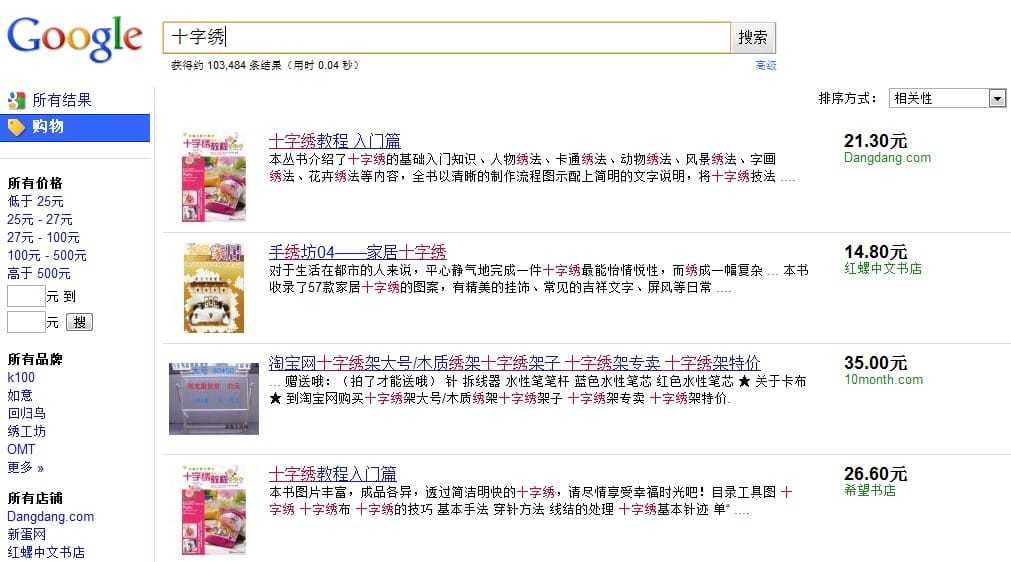 Google
十字绣
搜索
获得约 103,484 条结果（用时 0.04 秒）
高级
所有结果
购物
排序方式： 相关性
所有价格
低于 25元
25元 - 27元
27元 - 100元
100元 - 500元
高于 500元
元 到
元 搜
所有品牌
k100
如意
回归鸟
绣工坊
OMT
更多 »
所有店铺
Dangdang.com
新蛋网
红螺中文书店
十字绣教程 入门篇
本丛书介绍了十字绣的基础入门知识、人物绣法、卡通绣法、动物绣法、风景绣法、字画
绣法、花卉绣法等内容，全书以清晰的制作流程图示配上简明的文字说明，将十字绣技法 ....
21.30元
Dangdang.com
手绣坊04——家居十字绣
对于生活在都市的人来说，平心静气地完成一件十字绣最能怡情悦性，而绣成一幅复杂 ... 本书
收录了57款家居十字绣的图案，有精美的挂饰、常见的吉祥文字、屏风等日常 ....
14.80元
红螺中文书店
淘宝网十字绣架大号/木质绣架十字绣架子 十字绣架专卖 十字绣架特价
... 赠送哦：（拍了才能送哦） 针 拆线器 水性笔笔杆 蓝色水性笔芯 红色水性笔芯 ★ 关于卡布
★ 到淘宝网购买十字绣架大号/木质绣架十字绣架子 十字绣架专卖 十字绣架特价.
35.00元
10month.com
十字绣教程入门篇
本书图片丰富，成品各异，透过简洁明快的十字绣，请尽情享受幸福时光吧！目录工具图 十
字绣 十字绣布 十字绣的技巧 基本手法 穿针方法 线结的处理 十字绣基本针迹 单" ....
26.60元
希望书店